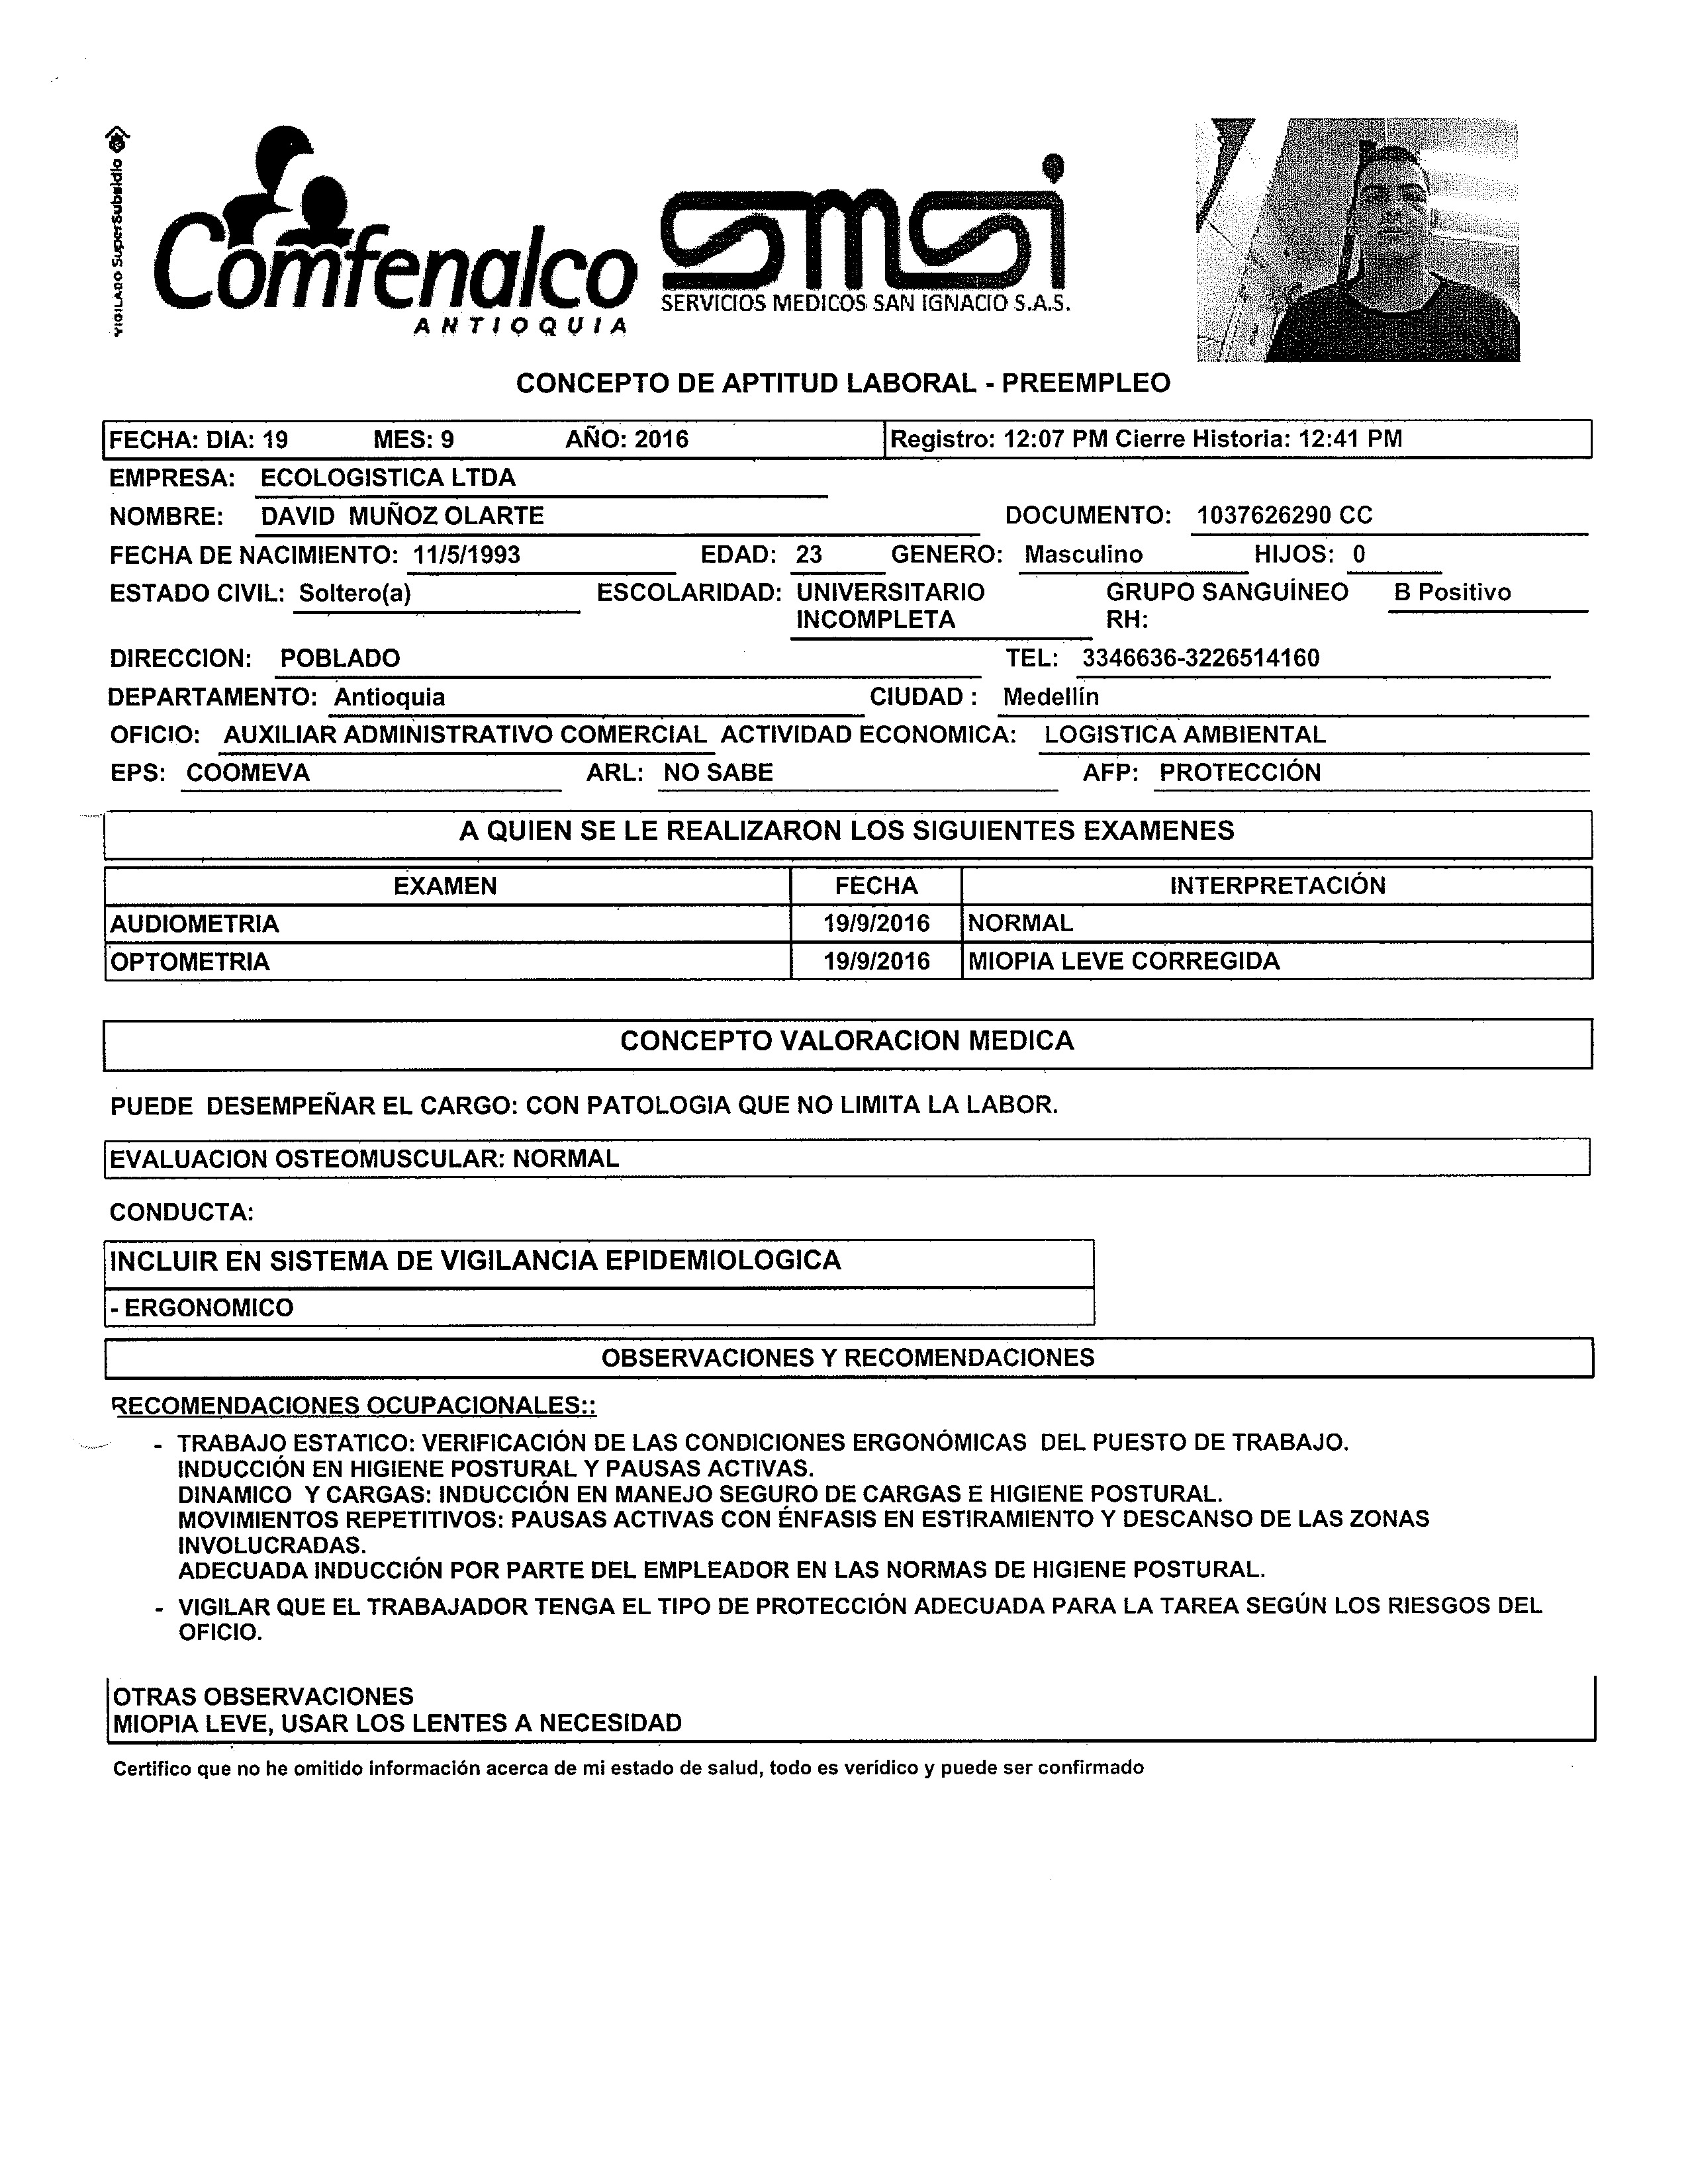 VIGILADO SuperSubsidio
Comfenalco
ANTIOQUIA
smsi
SERVICIOS MEDICOS SAN IGNACIO S.A.S.
CONCEPTO DE APTITUD LABORAL - PREEMPLEO
FECHA: DIA: 19 MES: 9 AÑO: 2016 Registro: 12:07 PM Cierre Historia: 12:41 PM
EMPRESA: ECOLOGISTICA LTDA
NOMBRE: DAVID MUÑOZ OLARTE DOCUMENTO: 1037626290 CC
FECHA DE NACIMIENTO: 11/5/1993 EDAD: 23 GENERO: Masculino HIJOS: 0
ESTADO CIVIL: Soltero(a) ESCOLARIDAD: UNIVERSITARIO GRUPO SANGUÍNEO B Positivo
INCOMPLETA RH:
DIRECCION: POBLADO TEL: 3346636-3226514160
DEPARTAMENTO: Antioquia CIUDAD : Medellín
OFICIO: AUXILIAR ADMINISTRATIVO COMERCIAL ACTIVIDAD ECONOMICA: LOGISTICA AMBIENTAL
EPS: COOMEVA ARL: NO SABE AFP: PROTECCIÓN
A QUIEN SE LE REALIZARON LOS SIGUIENTES EXAMENES
EXAMEN FECHA INTERPRETACIÓN
AUDIOMETRIA 19/9/2016 NORMAL
OPTOMETRIA 19/9/2016 MIOPIA LEVE CORREGIDA
CONCEPTO VALORACION MEDICA
PUEDE DESEMPEÑAR EL CARGO: CON PATOLOGIA QUE NO LIMITA LA LABOR.
EVALUACION OSTEOMUSCULAR: NORMAL
CONDUCTA:
INCLUIR EN SISTEMA DE VIGILANCIA EPIDEMIOLOGICA
- ERGONOMICO
OBSERVACIONES Y RECOMENDACIONES
RECOMENDACIONES OCUPACIONALES::
- TRABAJO ESTATICO: VERIFICACIÓN DE LAS CONDICIONES ERGONÓMICAS DEL PUESTO DE TRABAJO.
INDUCCIÓN EN HIGIENE POSTURAL Y PAUSAS ACTIVAS.
DINAMICO Y CARGAS: INDUCCIÓN EN MANEJO SEGURO DE CARGAS E HIGIENE POSTURAL.
MOVIMIENTOS REPETITIVOS: PAUSAS ACTIVAS CON ÉNFASIS EN ESTIRAMIENTO Y DESCANSO DE LAS ZONAS
INVOLUCRADAS.
ADECUADA INDUCCIÓN POR PARTE DEL EMPLEADOR EN LAS NORMAS DE HIGIENE POSTURAL.
- VIGILAR QUE EL TRABAJADOR TENGA EL TIPO DE PROTECCIÓN ADECUADA PARA LA TAREA SEGÚN LOS RIESGOS DEL
OFICIO.
OTRAS OBSERVACIONES
MIOPIA LEVE, USAR LOS LENTES A NECESIDAD
Certifico que no he omitido información acerca de mi estado de salud, todo es verídico y puede ser confirmado